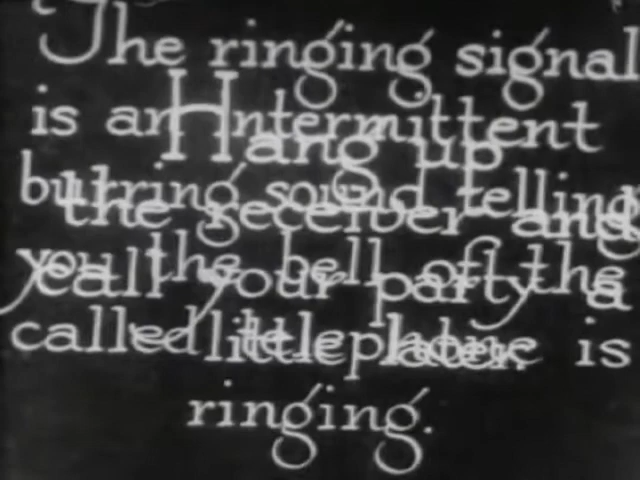 The ringing signal
is an intermittent
Hang up
burring sound telling
the receiver and
you the bell of the
call your party a
called telephone is
little later.
ringing.